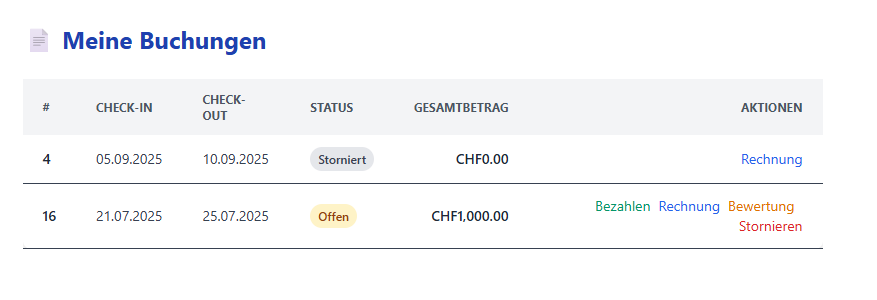 Meine Buchungen
# CHECK-IN CHECK-OUT STATUS GESAMTBETRAG AKTIONEN
4 05.09.2025 10.09.2025 Storniert CHF0.00 Rechnung
16 21.07.2025 25.07.2025 Offen CHF1,000.00 Bezahlen Rechnung Bewertung
Stornieren